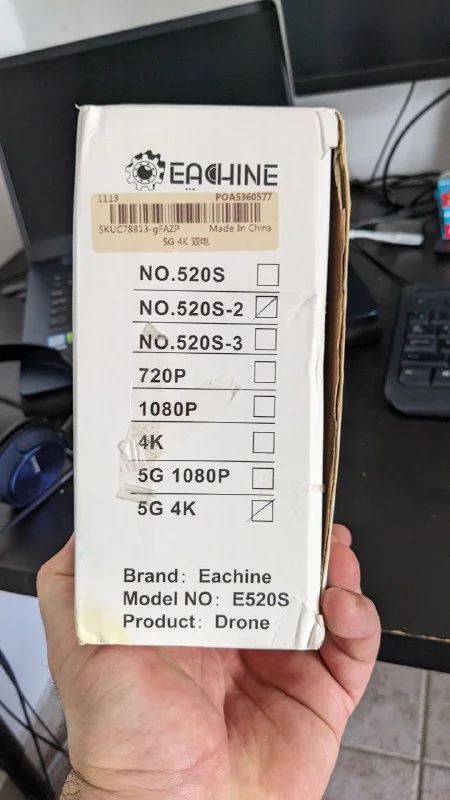 EACHINE
1113 POA5360577
SKUC78813-gFAZP Made In China
5G 4K 双电
NO.520S
NO.520S-2
NO.520S-3
720P
1080P
4K
5G 1080P
5G 4K
Brand: Eachine
Model NO: E520S
Product: Drone